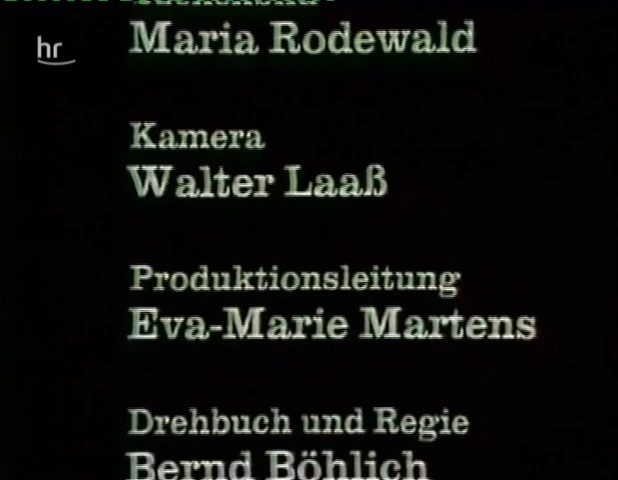 hr
Maria Rodewald
Kamera
Walter Laaß
Produktionsleitung
Eva-Marie Martens
Drehbuch und Regie
Bernd Böhlich